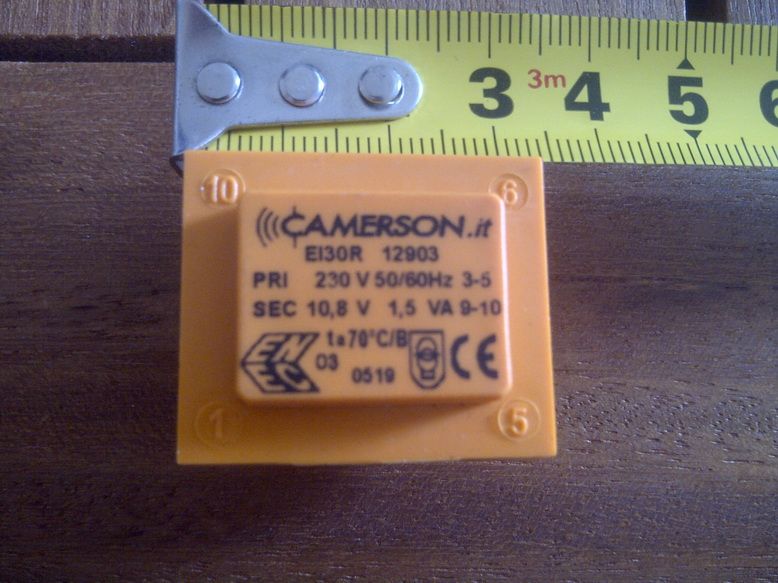 3 3m 4 5 6
10 6
CAMERSON.it
EI30R 12903
PRI 230 V 50/60Hz 3-5
SEC 10,8 V 1,5 VA 9-10
ta70°C/B
ENEC 03 0519 CE
1 5